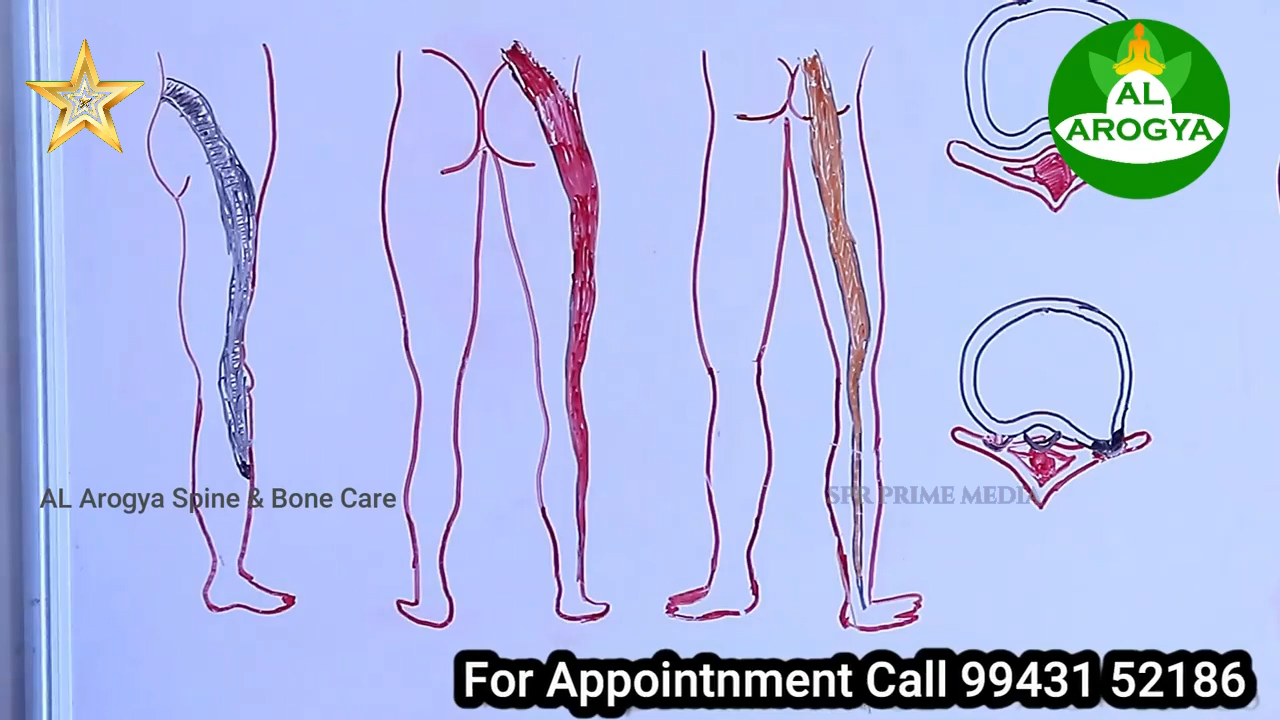 AL
AROGYA
AL Arogya Spine & Bone Care
SFR PRIME MEDIA
For Appointnment Call 99431 52186